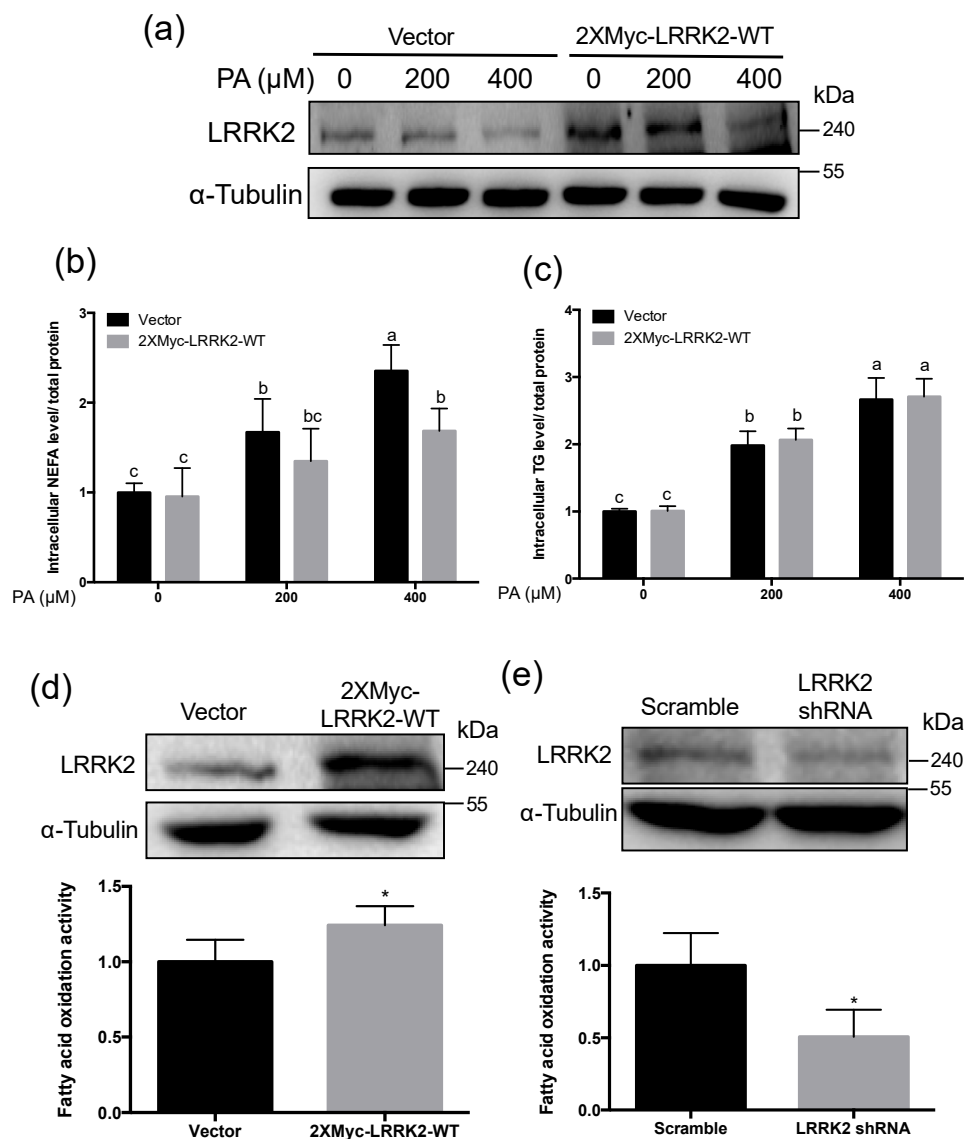 (a)
Vector 2XMyc-LRRK2-WT
PA (μM) 0 200 400 0 200 400 kDa
LRRK2 240
55
α-Tubulin
(b)
Intracellular NEFA level/ total protein
3
2
1
0
Vector
2XMyc-LRRK2-WT
c c b bc a b
PA (μM) 0 200 400
(c)
Intracellular TG level/ total protein
4
3
2
1
0
Vector
2XMyc-LRRK2-WT
c c b b a a
PA (μM) 0 200 400
(d)
Vector 2XMyc-
LRRK2-WT
kDa
LRRK2 240
55
α-Tubulin
Fatty acid oxidation activity
1.5
1.0
0.5
0.0
*
Vector 2XMyc-LRRK2-WT
(e)
Scramble LRRK2
shRNA
kDa
LRRK2 240
55
α-Tubulin
Fatty acid oxidation activity
1.5
1.0
0.5
0.0
*
Scramble LRRK2 shRNA